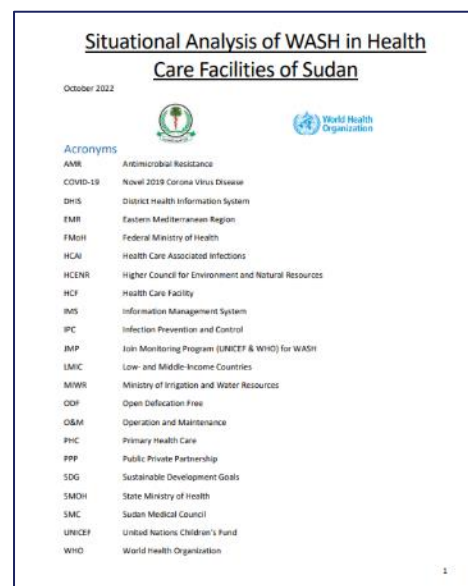 Situational Analysis of WASH in Health
Care Facilities of Sudan
October 2022
World Health
Organization
Acronyms
AMR Antimicrobial Resistance
COVID-19 Novel 2019 Corona Virus Disease
DHIS District Health Information System
EMR Eastern Mediterranean Region
FMoH Federal Ministry of Health
HCAI Health Care Associated Infections
HCENR Higher Council for Environment and Natural Resources
HCF Health Care Facility
IMS Information Management System
IPC Infection Prevention and Control
JMP Join Monitoring Program (UNICEF & WHO) for WASH
LMIC Low- and Middle-Income Countries
MIWR Ministry of Irrigation and Water Resources
ODF Open Defecation Free
O&M Operation and Maintenance
PHC Primary Health Care
PPP Public Private Partnership
SDG Sustainable Development Goals
SMOH State Ministry of Health
SMC Sudan Medical Council
UNICEF United Nations Children's Fund
WHO World Health Organization
1